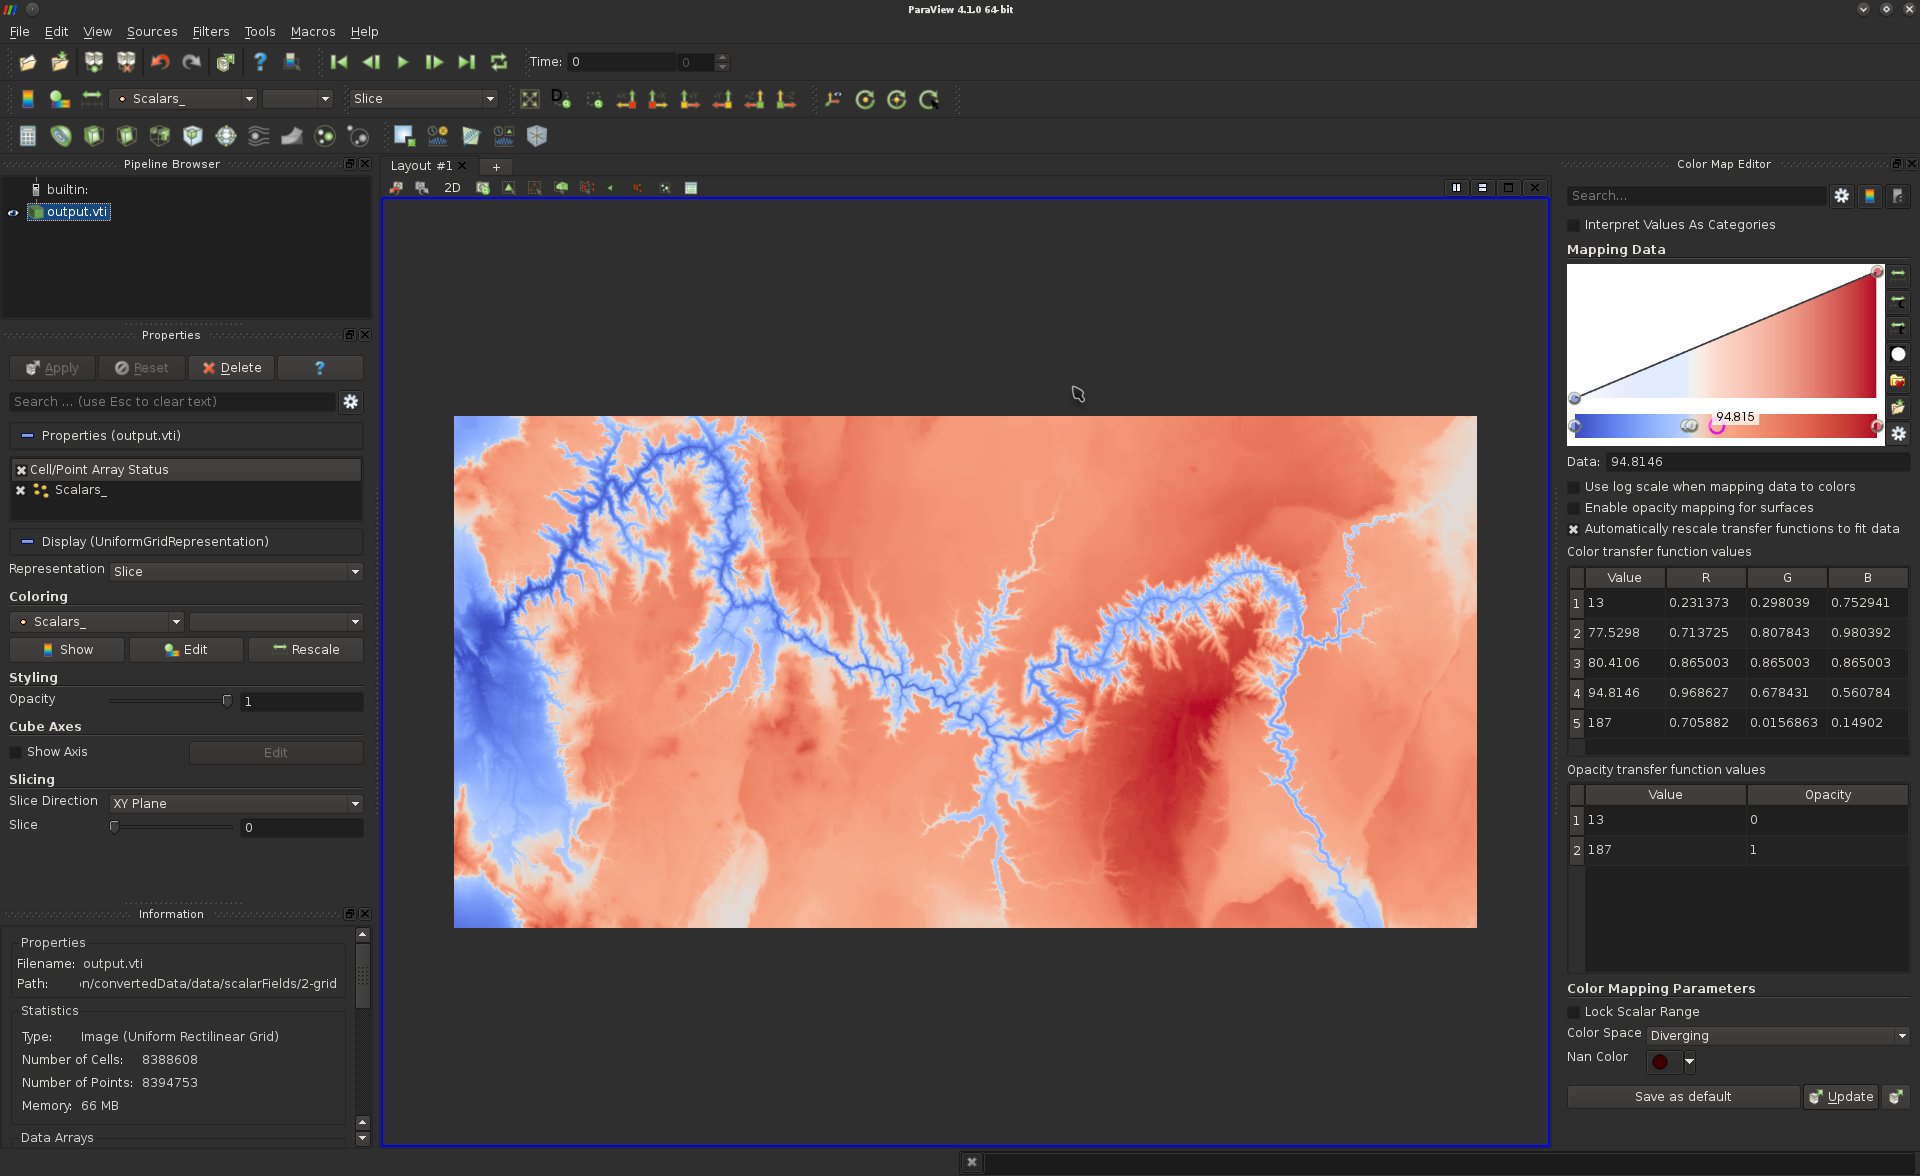 ParaView 4.1.0 64-bit
File Edit View Sources Filters Tools Macros Help
Time: 0 0
Scalars_ Slice
Pipeline Browser
builtin:
output.vti
Properties
Apply Reset Delete ?
Search ... (use Esc to clear text)
Properties (output.vti)
Cell/Point Array Status
Scalars_
Display (UniformGridRepresentation)
Representation Slice
Coloring
Scalars_
Show Edit Rescale
Styling
Opacity 1
Cube Axes
Show Axis Edit
Slicing
Slice Direction XY Plane
Slice 0
Information
Properties
Filename: output.vti
Path: n/convertedData/data/scalarFields/2-grid
Statistics
Type: Image (Uniform Rectilinear Grid)
Number of Cells: 8388608
Number of Points: 8394753
Memory: 66 MB
Data Arrays
Layout #1 +
2D
Color Map Editor
Search...
Interpret Values As Categories
Mapping Data
94.815
Data: 94.8146
Use log scale when mapping data to colors
Enable opacity mapping for surfaces
Automatically rescale transfer functions to fit data
Color transfer function values
Value R G B
1 13 0.231373 0.298039 0.752941
2 77.5298 0.713725 0.807843 0.980392
3 80.4106 0.865003 0.865003 0.865003
4 94.8146 0.968627 0.678431 0.560784
5 187 0.705882 0.0156863 0.14902
Opacity transfer function values
Value Opacity
1 13 0
2 187 1
Color Mapping Parameters
Lock Scalar Range
Color Space Diverging
Nan Color
Save as default Update